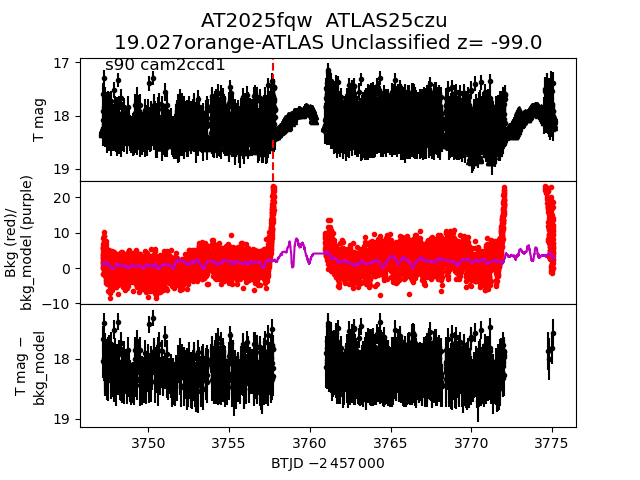 AT2025fqw  ATLAS25czu
19.027orange-ATLAS Unclassified z= -99.0
s90 cam2ccd1
17
18
19
T mag
20
10
0
−10
Bkg (red)/
bkg_model (purple)
18
19
T mag −
bkg_model
3750
3755
3760
3765
3770
3775
BTJD −2 457 000